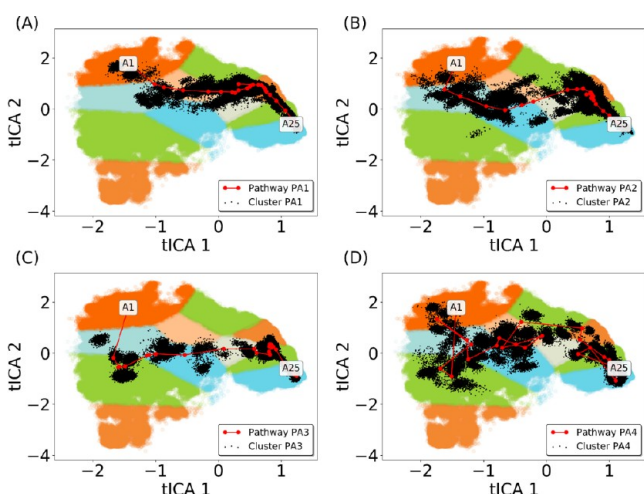 (A)
(B)
2
0
−2
−4
tICA 2
A1
A25
Pathway PA1
Cluster PA1
−2
−1
0
1
tICA 1
2
0
−2
−4
tICA 2
A1
A25
Pathway PA2
Cluster PA2
−2
−1
0
1
tICA 1
(C)
(D)
2
0
−2
−4
tICA 2
A1
A25
Pathway PA3
Cluster PA3
−2
−1
0
1
tICA 1
2
0
−2
−4
tICA 2
A1
A25
Pathway PA4
Cluster PA4
−2
−1
0
1
tICA 1